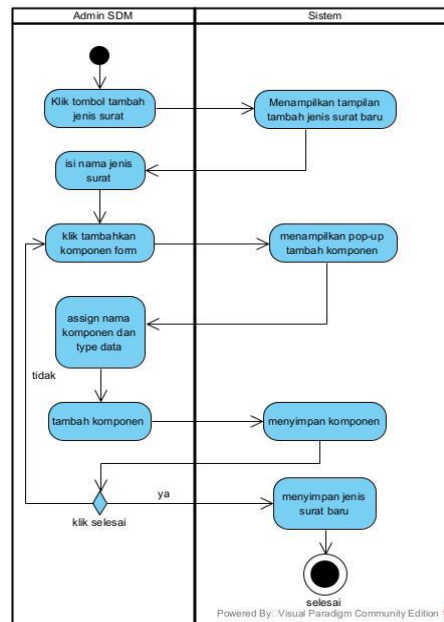 Admin SDM
Sistem
Klik tombol tambah
jenis surat
Menampilkan tampilan
tambah jenis surat baru
isi nama jenis
surat
klik tambahkan
komponen form
menampilkan pop-up
tambah komponen
assign nama
komponen dan
type data
tidak
tambah komponen
menyimpan komponen
ya
klik selesai
menyimpan jenis
surat baru
selesai
Powered By: Visual Paradigm Community Edition